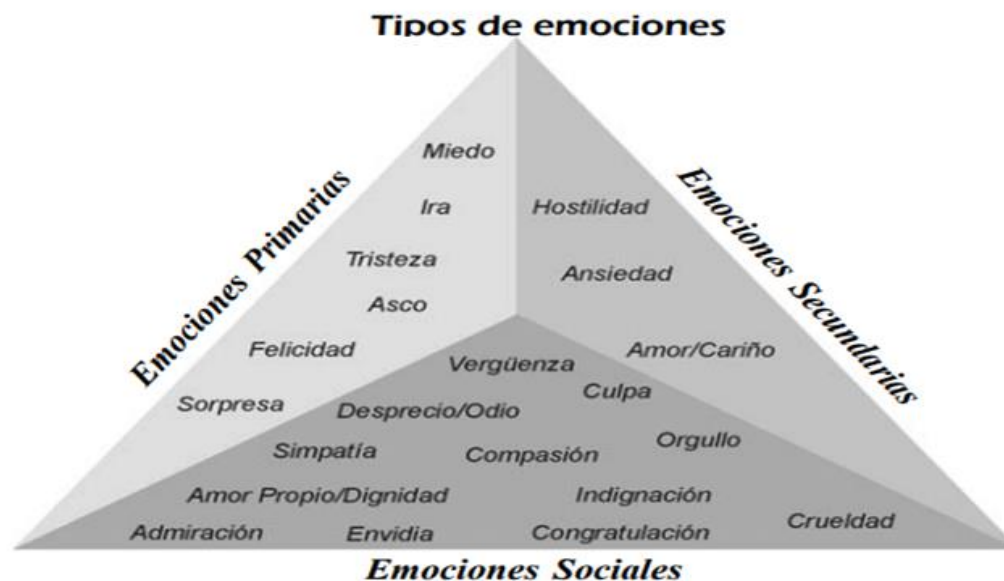 Tipos de emociones
Emociones Primarias
Miedo
Ira
Tristeza
Asco
Felicidad
Sorpresa
Emociones Secundarias
Hostilidad
Ansiedad
Amor/Cariño
Vergüenza
Culpa
Desprecio/Odio
Orgullo
Simpatía
Compasión
Amor Propio/Dignidad
Indignación
Admiración
Envidia
Congratulación
Crueldad
Emociones Sociales